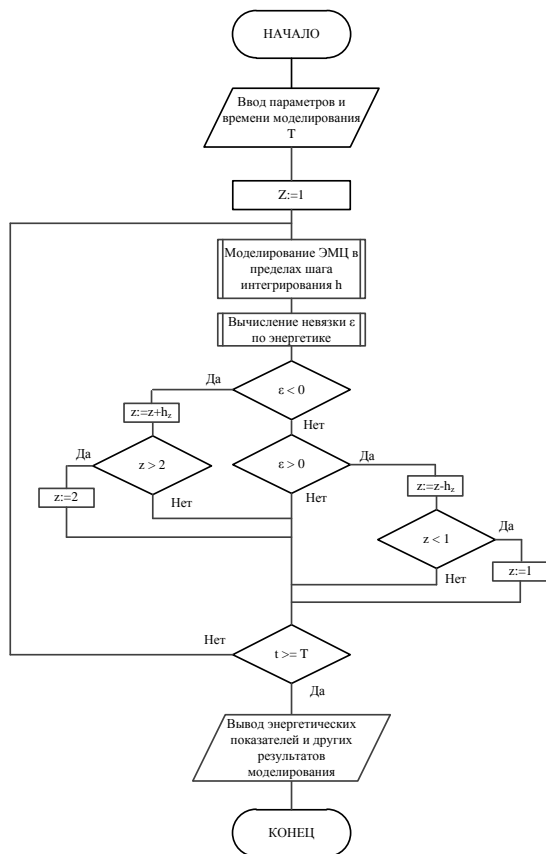 НАЧАЛО
Ввод параметров и
времени моделирования
T
Z:=1
Моделирование ЭМЦ в
пределах шага
интегрирования h
Вычисление невязки ε
по энергетике
Да
ε < 0
z:=z+hz
Нет
Да
z > 2
ε > 0
Да
z:=2
Нет
Нет
z:=z-hz
Да
z < 1
z:=1
Нет
Нет
t >= T
Да
Вывод энергетических
показателей и других
результатов
моделирования
КОНЕЦ